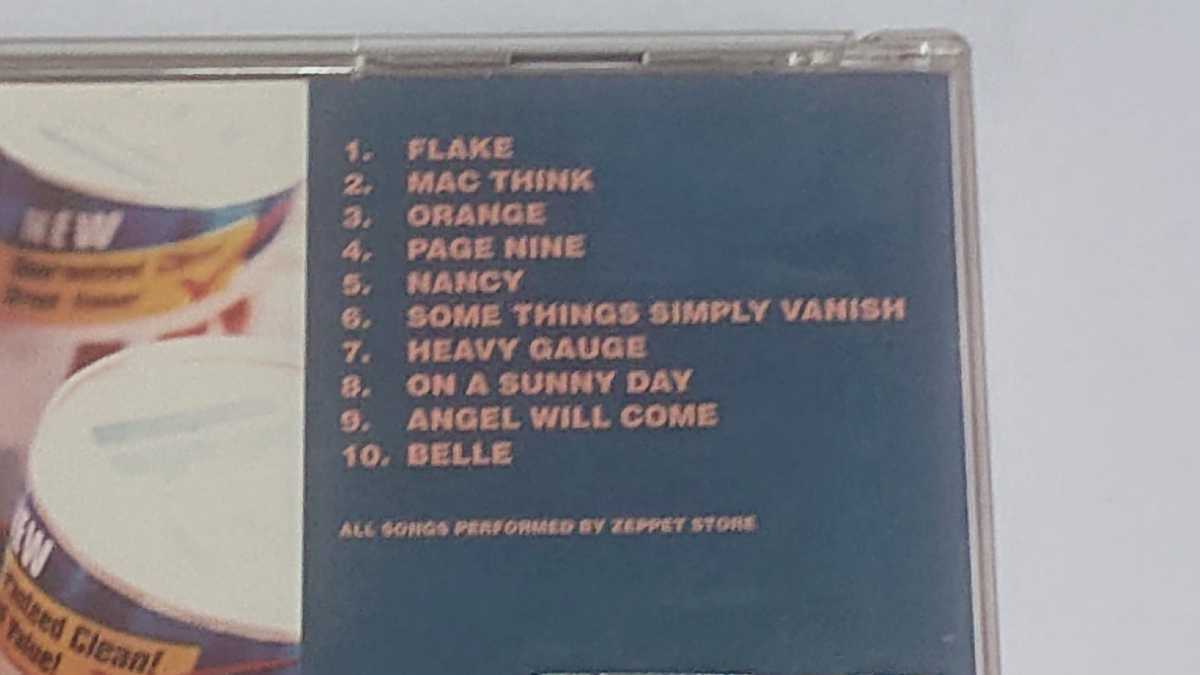 1. FLAKE
2. MAC THINK
3. ORANGE
4. PAGE NINE
5. NANCY
6. SOME THINGS SIMPLY VANISH
7. HEAVY GAUGE
8. ON A SUNNY DAY
9. ANGEL WILL COME
10. BELLE
ALL SONGS PERFORMED BY ZEPPET STORE
NEW
EW
Clean!
Value!